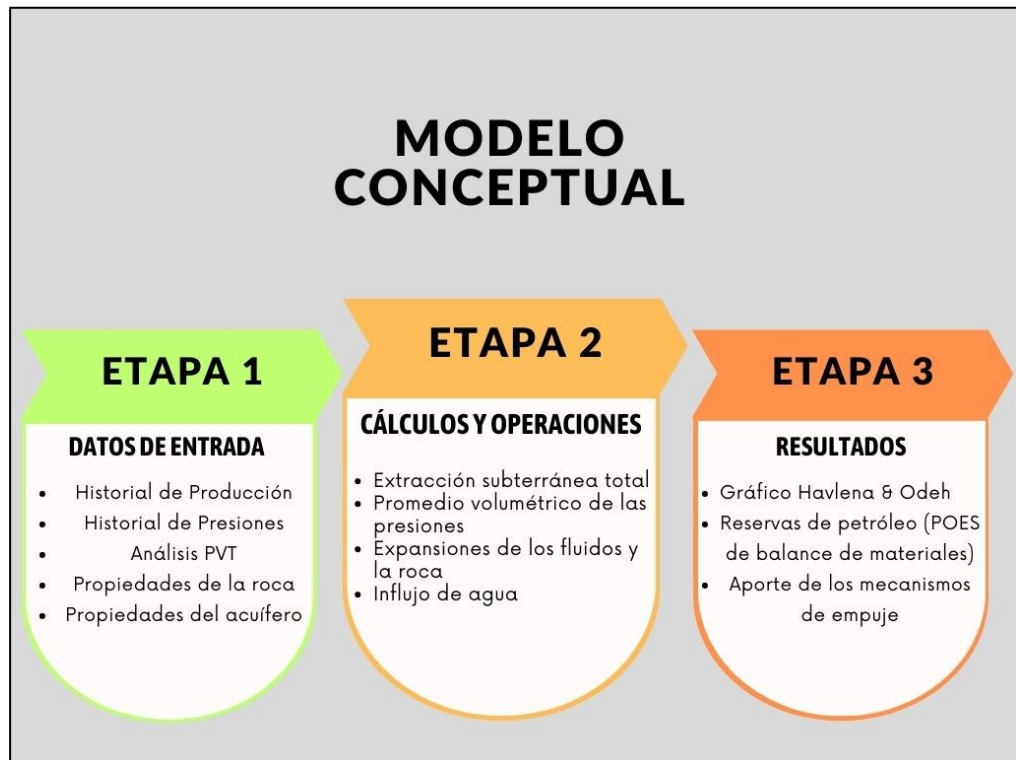 MODELO
CONCEPTUAL
ETAPA 1
DATOS DE ENTRADA
• Historial de Producción
• Historial de Presiones
• Análisis PVT
• Propiedades de la roca
• Propiedades del acuífero
ETAPA 2
CÁLCULOS Y OPERACIONES
• Extracción subterránea total
• Promedio volumétrico de las
presiones
• Expansiones de los fluidos y
la roca
• Influjo de agua
ETAPA 3
RESULTADOS
• Gráfico Havlena & Odeh
• Reservas de petróleo (POES
de balance de materiales)
• Aporte de los mecanismos
de empuje